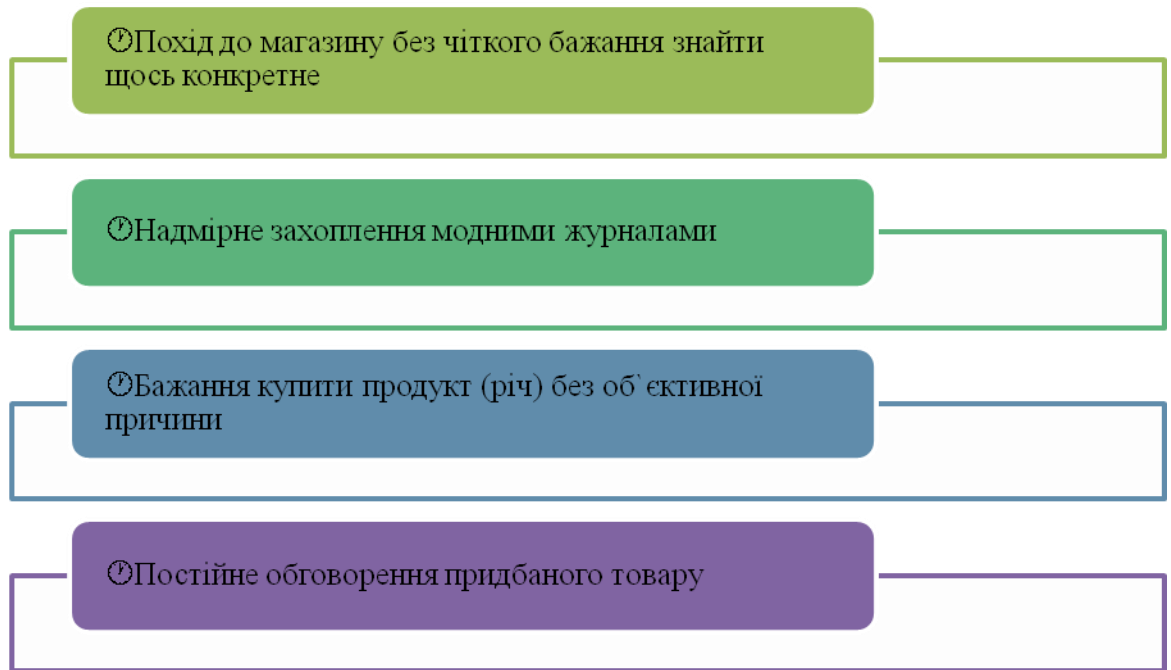 🕐Похід до магазину без чіткого бажання знайти
щось конкретне
🕐Надмірне захоплення модними журналами
🕐Бажання купити продукт (річ) без об`єктивної
причини
🕐Постійне обговорення придбаного товару